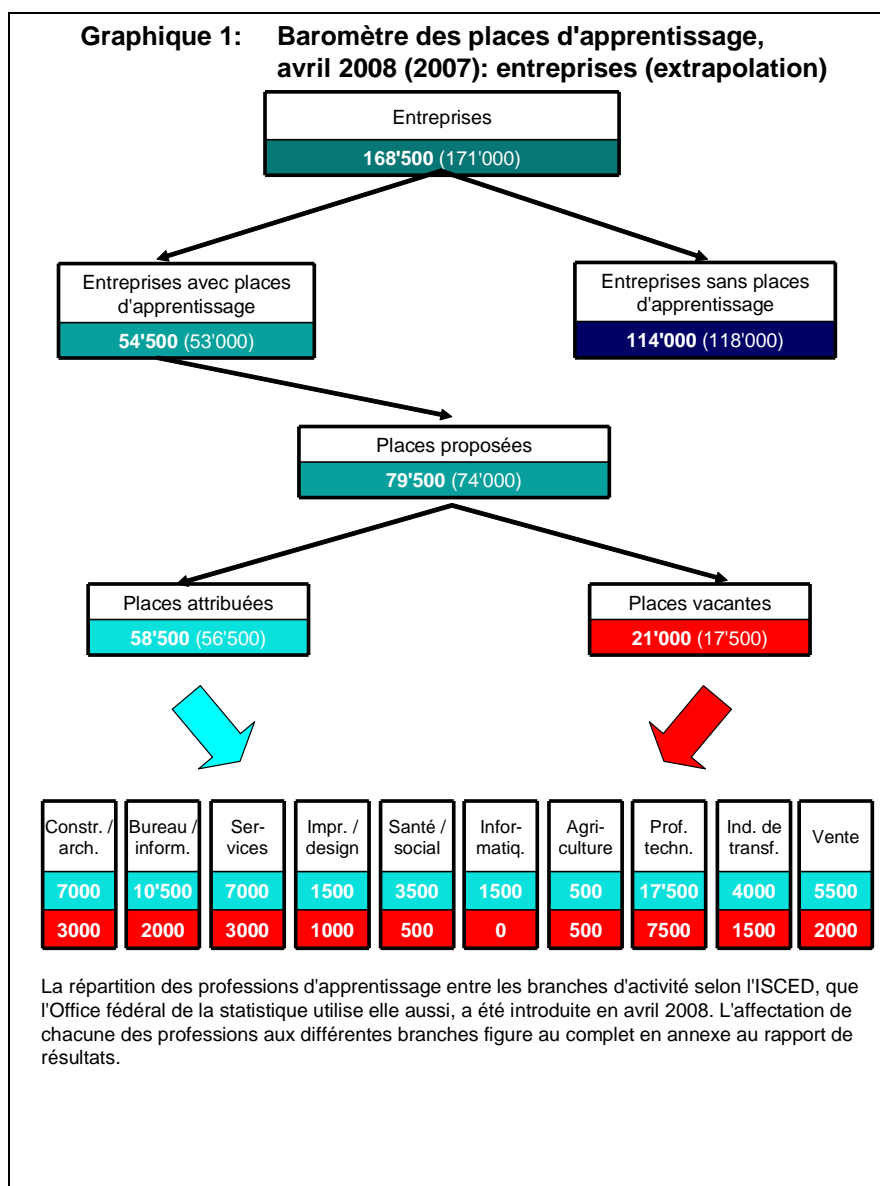 Graphique 1: Baromètre des places d'apprentissage,
avril 2008 (2007): entreprises (extrapolation)
Entreprises
168'500 (171'000)
Entreprises avec places
d'apprentissage
54'500 (53'000)
Entreprises sans places
d'apprentissage
114'000 (118'000)
Places proposées
79'500 (74'000)
Places attribuées
58'500 (56'500)
Places vacantes
21'000 (17'500)
Constr. / Bureau / Ser- Impr. / Santé / Infor- Agri- Prof. Ind. de Vente
arch. inform. vices design social matiq. culture techn. transf.
7000 10'500 7000 1500 3500 1500 500 17'500 4000 5500
3000 2000 3000 1000 500 0 500 7500 1500 2000
La répartition des professions d'apprentissage entre les branches d'activité selon l'ISCED, que
l'Office fédéral de la statistique utilise elle aussi, a été introduite en avril 2008. L'affectation de
chacune des professions aux différentes branches figure au complet en annexe au rapport de
résultats.